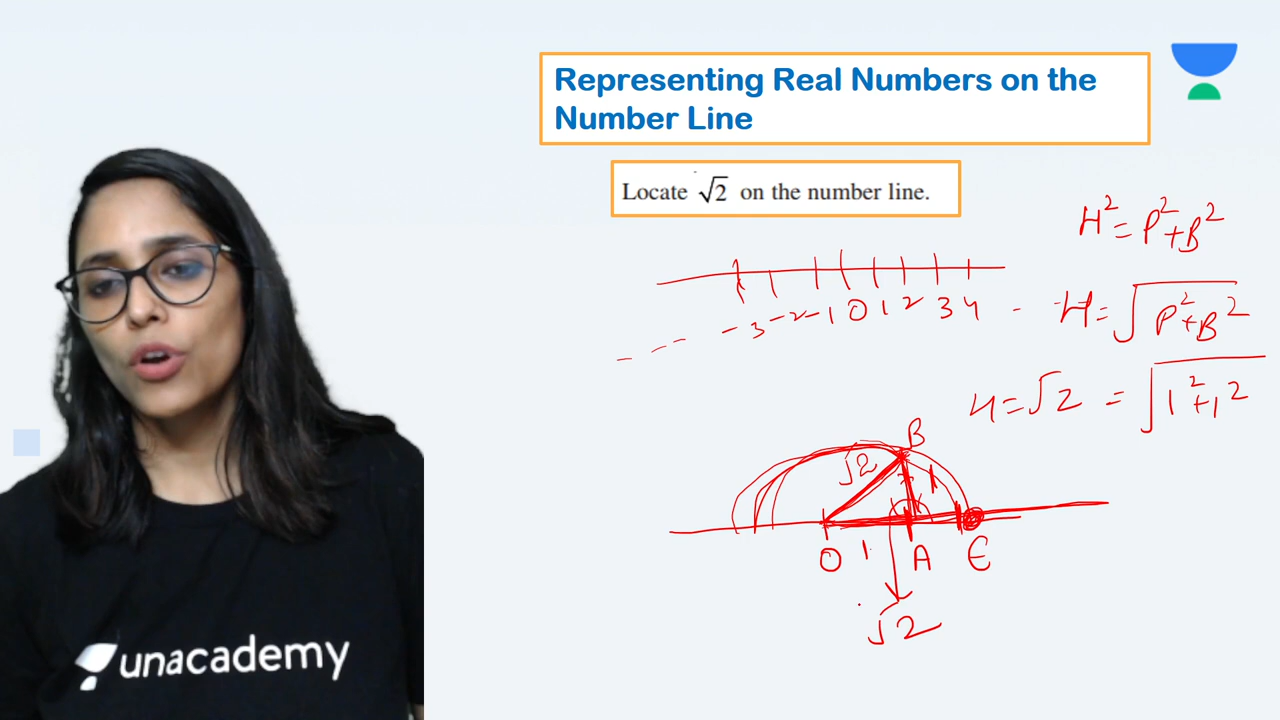 Representing Real Numbers on the
Number Line
Locate √2 on the number line.
H² = P² + B²
-3 -2 -1 0 1 2 3 4
H = √P² + B²
H = √2 = √1² + 1²
B
√2
1
O 1 A C
√2
unacademy